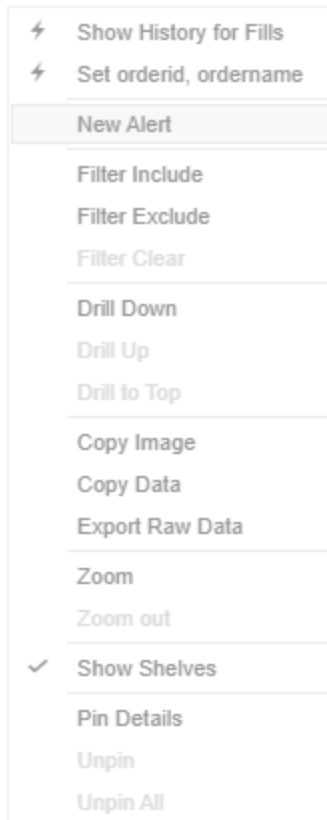 Show History for Fills
Set orderid, ordername
New Alert
Filter Include
Filter Exclude
Filter Clear
Drill Down
Drill Up
Drill to Top
Copy Image
Copy Data
Export Raw Data
Zoom
Zoom out
Show Shelves
Pin Details
Unpin
Unpin All